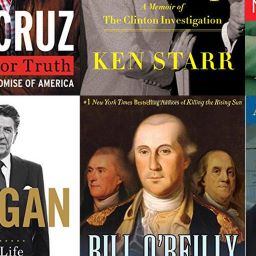 CRUZ
or Truth
OMISE OF AMERICA
A Memoir of
The Clinton Investigation
KEN STARR
GAN
Life
#1 New York Times Bestselling Authors of Killing the Rising Sun
BILL O'REILLY